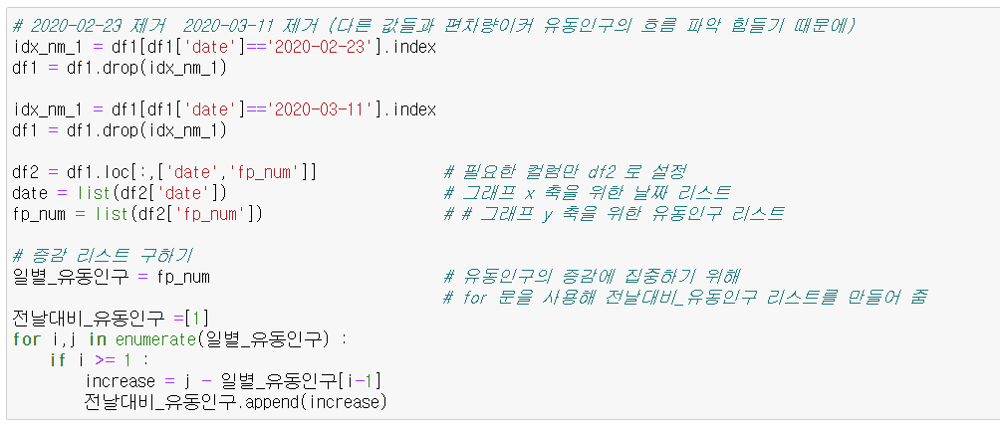 # 2020-02-23 제거  2020-03-11 제거 (다른 값들과 편차량이커 유동인구의 흐름 파악 힘들기 때문에)
idx_nm_1 = df1[df1['date']=='2020-02-23'].index
df1 = df1.drop(idx_nm_1)
idx_nm_1 = df1[df1['date']=='2020-03-11'].index
df1 = df1.drop(idx_nm_1)
df2 = df1.loc[:,['date','fp_num']] # 필요한 컬럼만 df2 로 설정
date = list(df2['date']) # 그래프 x 축을 위한 날짜 리스트
fp_num = list(df2['fp_num']) # # 그래프 y 축을 위한 유동인구 리스트
# 증감 리스트 구하기
일별_유동인구 = fp_num # 유동인구의 증감에 집중하기 위해
# for 문을 사용해 전날대비_유동인구 리스트를 만들어 줌
전날대비_유동인구 =[1]
for i,j in enumerate(일별_유동인구) :
    if i >= 1 :
        increase = j - 일별_유동인구[i-1]
        전날대비_유동인구.append(increase)